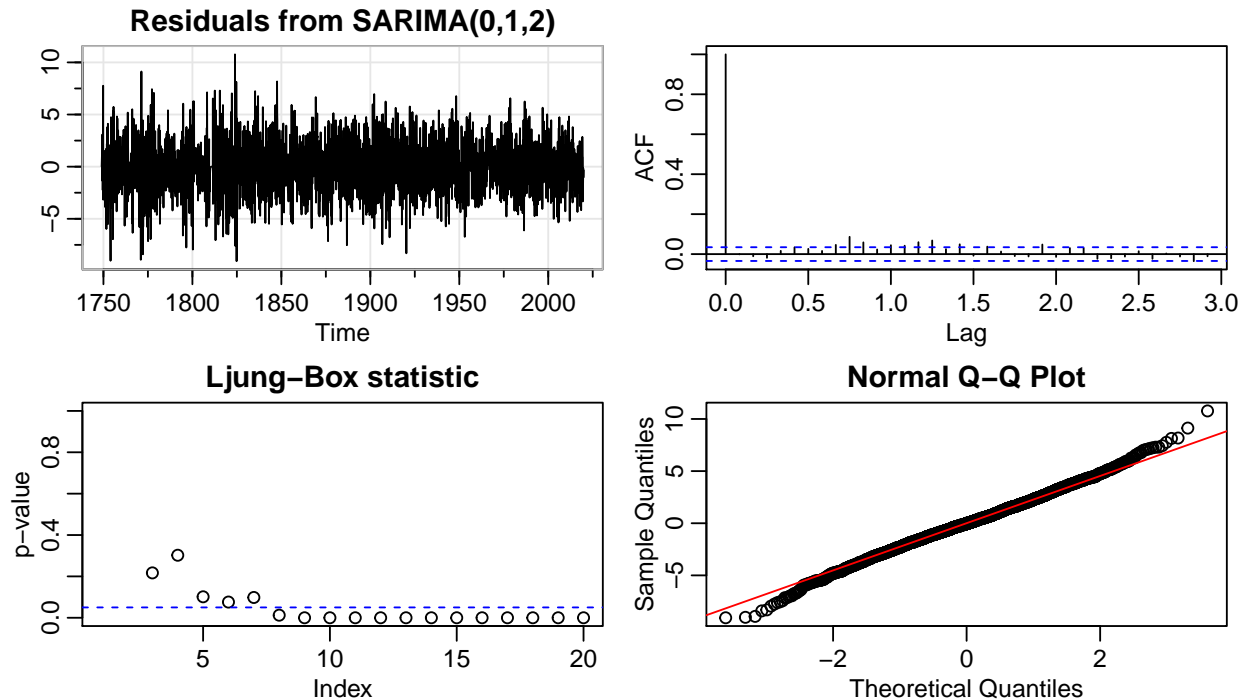 Residuals from SARIMA(0,1,2)
10
5
0
−5
1750 1800 1850 1900 1950 2000
Time
ACF
0.8
0.4
0.0
0.0 0.5 1.0 1.5 2.0 2.5 3.0
Lag
Ljung−Box statistic
p−value
0.8
0.4
0.0
5 10 15 20
Index
Normal Q−Q Plot
Sample Quantiles
10
5
0
−5
−2 0 2
Theoretical Quantiles